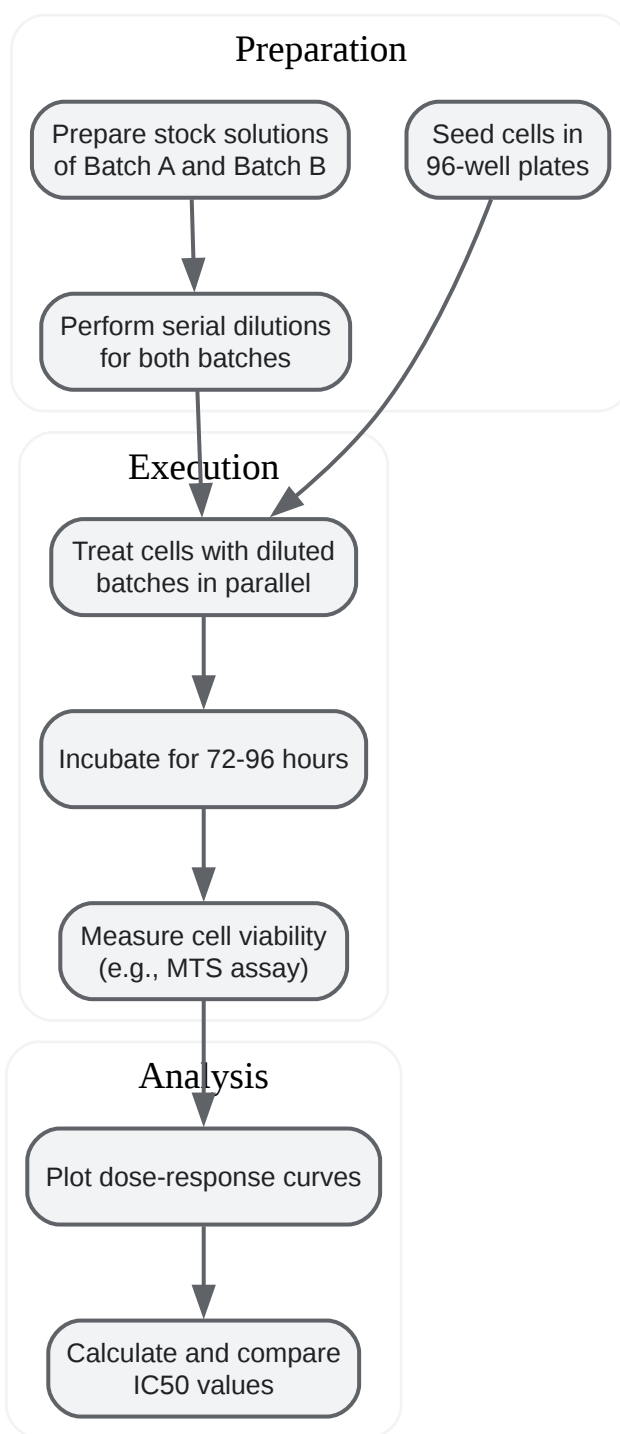 Preparation
Prepare stock solutions
of Batch A and Batch B
Seed cells in
96-well plates
Perform serial dilutions
for both batches
Execution
Treat cells with diluted
batches in parallel
Incubate for 72-96 hours
Measure cell viability
(e.g., MTS assay)
Analysis
Plot dose-response curves
Calculate and compare
IC50 values